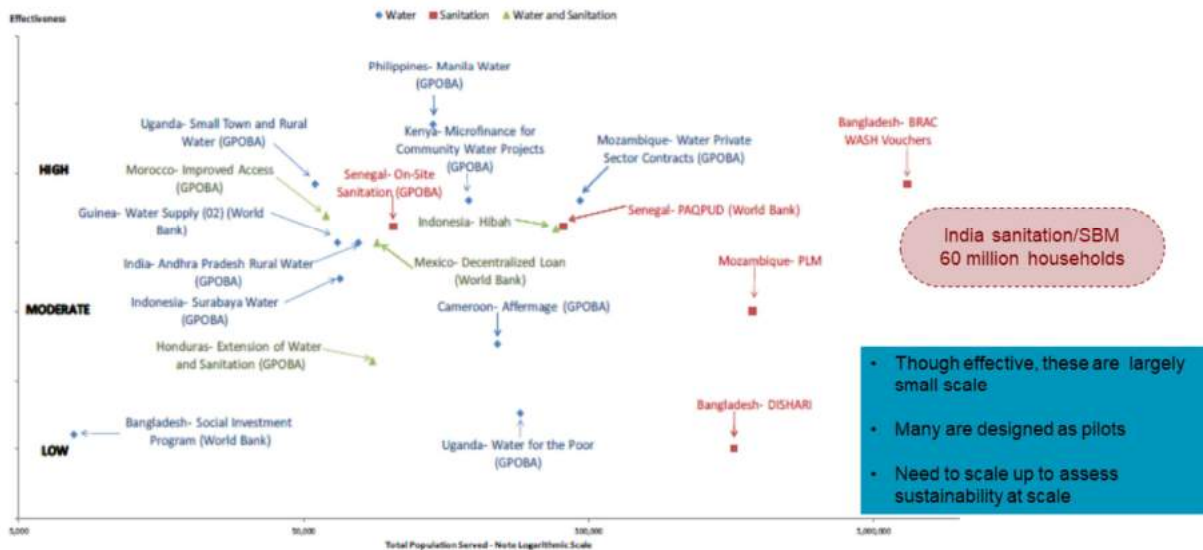 Effectiveness
Water
Sanitation
Water and Sanitation
Philippines- Manila Water
(GPOBA)
Uganda- Small Town and Rural
Water (GPOBA)
Kenya- Microfinance for
Community Water Projects
(GPOBA)
Mozambique- Water Private
Sector Contracts (GPOBA)
Bangladesh- BRAC
WASH Vouchers
HIGH
Morocco- Improved Access
(GPOBA)
Senegal- On-Site
Sanitation (GPOBA)
Guinea- Water Supply (02) (World
Bank)
Indonesia- Hibah
Senegal- PAQPUD (World Bank)
India sanitation/SBM
60 million households
India- Andhra Pradesh Rural Water
(GPOBA)
Mexico- Decentralized Loan
(World Bank)
Mozambique- PLM
Indonesia- Surabaya Water
(GPOBA)
MODERATE
Cameroon- Affermage (GPOBA)
Honduras- Extension of Water
and Sanitation (GPOBA)
• Though effective, these are largely
small scale
• Many are designed as pilots
• Need to scale up to assess
sustainability at scale
Bangladesh- DISHARI
Bangladesh- Social Investment
Program (World Bank)
Uganda- Water for the Poor
(GPOBA)
LOW
5,000
50,000
500,000
5,000,000
Total Population Served - Note Logarithmic Scale